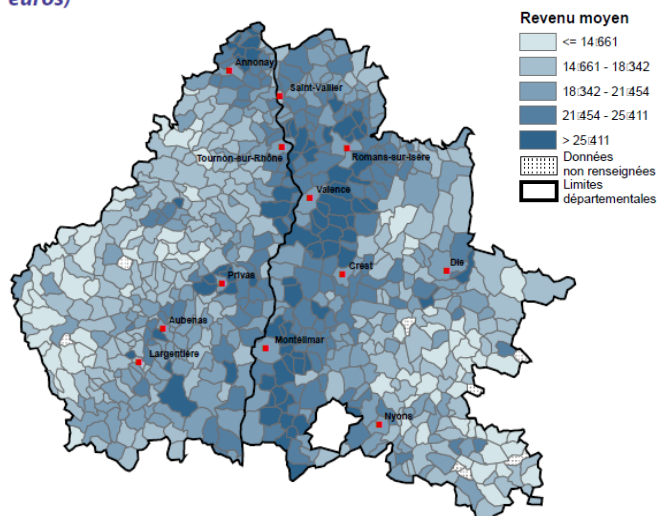 euros)
Revenu moyen
<= 14 661
14 661 - 18 342
18 342 - 21 454
21 454 - 25 411
> 25 411
Données
non renseignées
Limites
départementales
Annonay
Saint-Vallier
Tournon-sur-Rhône
Romans-sur-Isère
Valence
Crest
Die
Privas
Aubenas
Largentière
Montélimar
Nyons